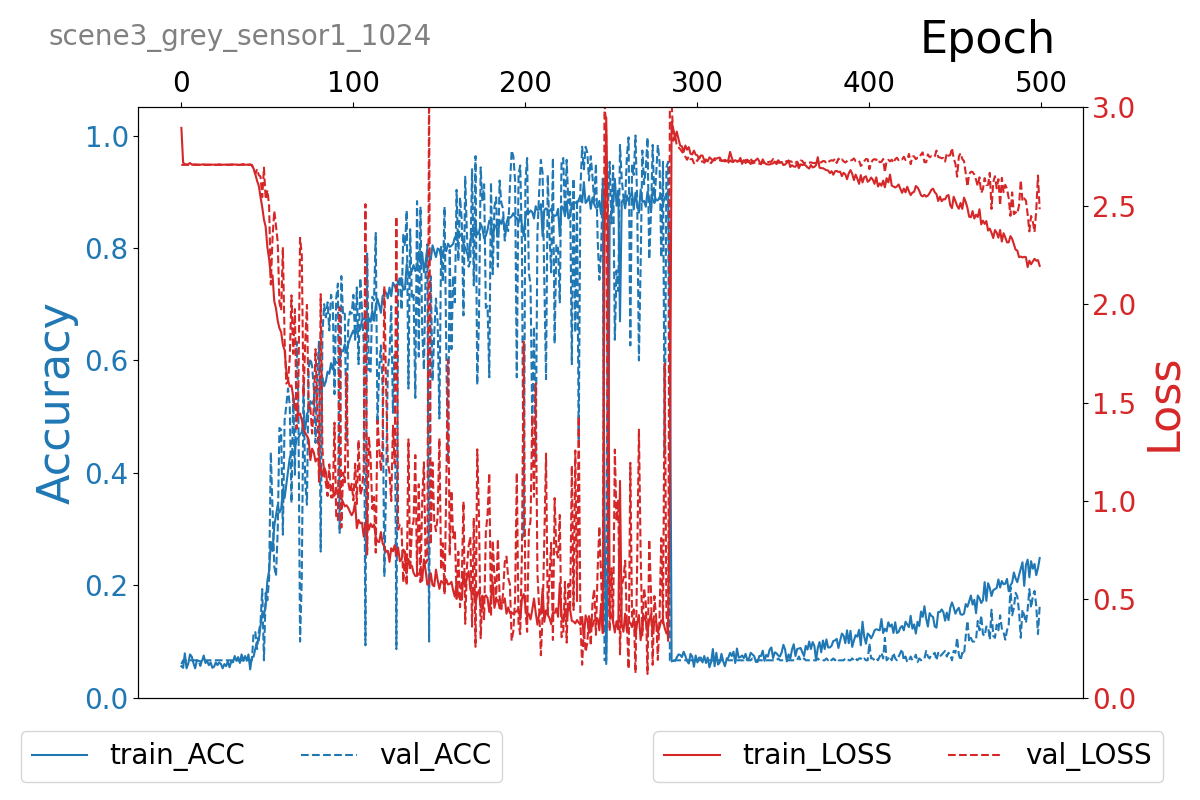 scene3_grey_sensor1_1024
Epoch
0 100 200 300 400 500
1.0
0.8
0.6
0.4
0.2
0.0
Accuracy
3.0
2.5
2.0
1.5
1.0
0.5
0.0
Loss
train_ACC val_ACC
train_LOSS val_LOSS